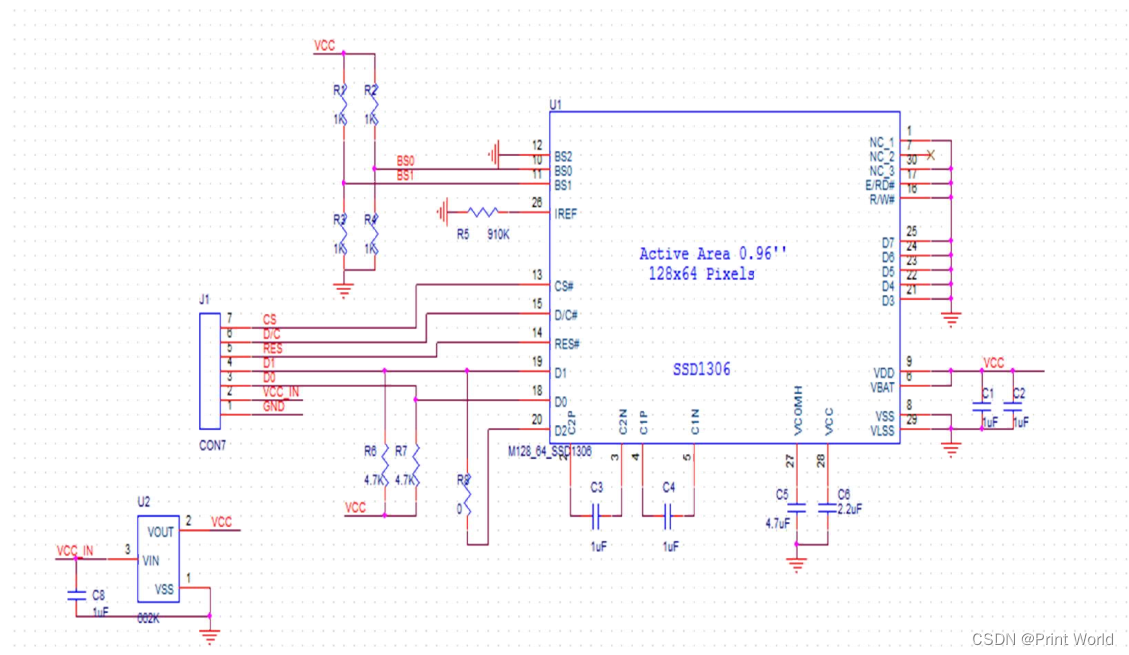 VCC
R1
R2
1K
1K
U1
12
BS2
10
BS0
11
BS1
BS0
BS1
26
IREF
R5
910K
R3
R4
1K
1K
NC_1
1
NC_2
7
NC_3
30
E/RD#
17
R/W#
16
D7
25
D6
24
D5
23
D4
22
D3
21
Active Area 0.96''
128x64 Pixels
SSD1306
13
CS#
15
D/C#
14
RES#
19
D1
18
D0
20
D2
J1
7
CS
6
D/C
5
RES
4
D1
3
D0
2
VCC_IN
1
GND
CON7
VDD
9
VCC
VBAT
6
VSS
8
VLSS
29
C1
C2
1uF
1uF
C2P
C2N
C1P
C1N
VCOMH
VCC
M128_64_SSD1306
3
4
5
27
28
R6
R7
4.7K
4.7K
R8
0
VCC
C3
1uF
C4
1uF
C5
4.7uF
C6
2.2uF
U2
VOUT
2
VCC
VCC_IN
3
VIN
VSS
1
C8
1uF
662K
CSDN @Print World